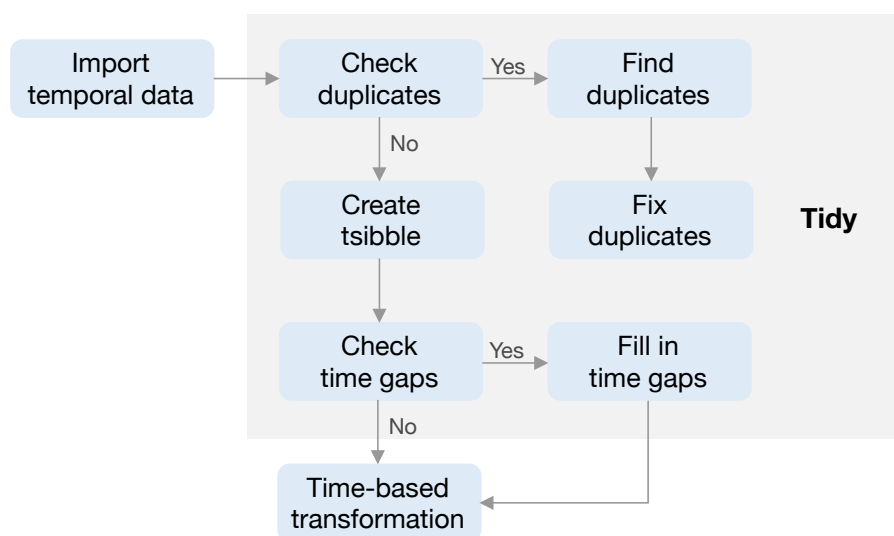 Import
temporal data
Check
duplicates
Yes
Find
duplicates
No
Create
tsibble
Fix
duplicates
Tidy
Check
time gaps
Yes
Fill in
time gaps
No
Time-based
transformation